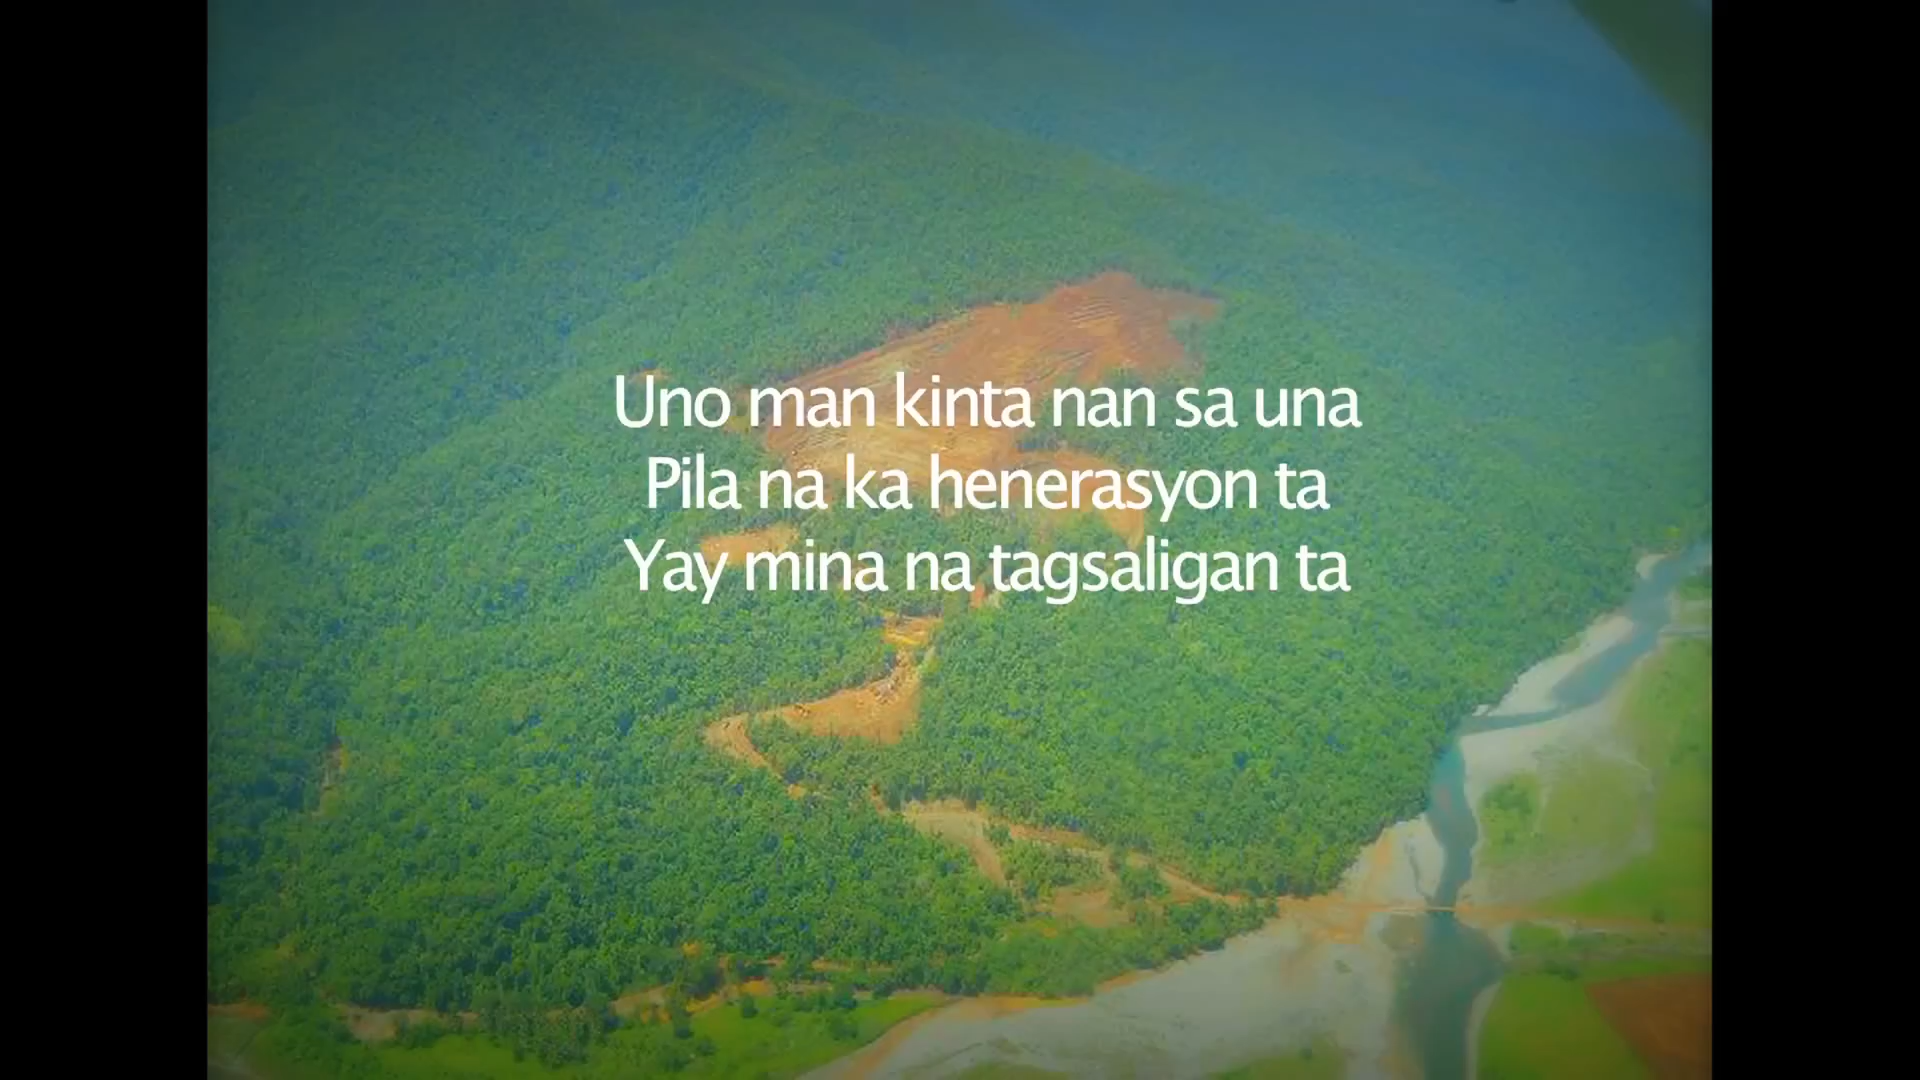 Uno man kinta nan sa una
Pila na ka henerasyon ta
Yay mina na tagsaligan ta